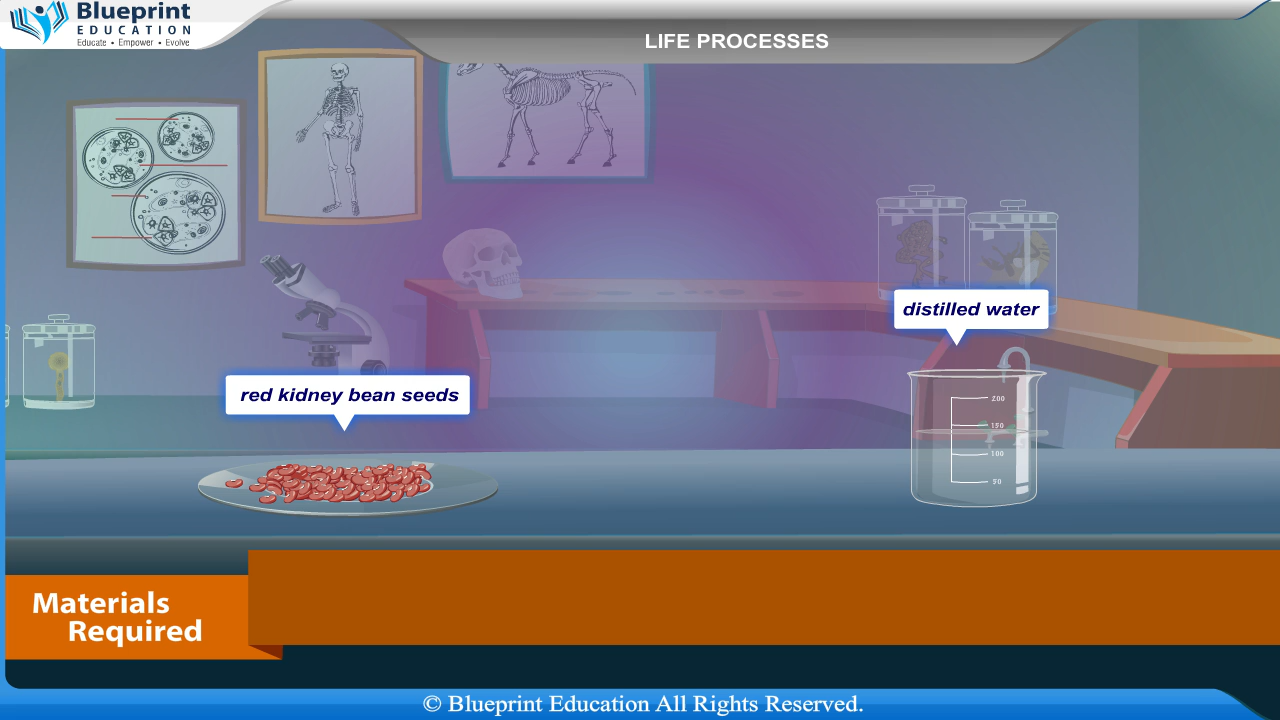 Blueprint
EDUCATION
Educate • Empower • Evolve
LIFE PROCESSES
distilled water
red kidney bean seeds
200
150
100
50
Materials
Required
© Blueprint Education All Rights Reserved.